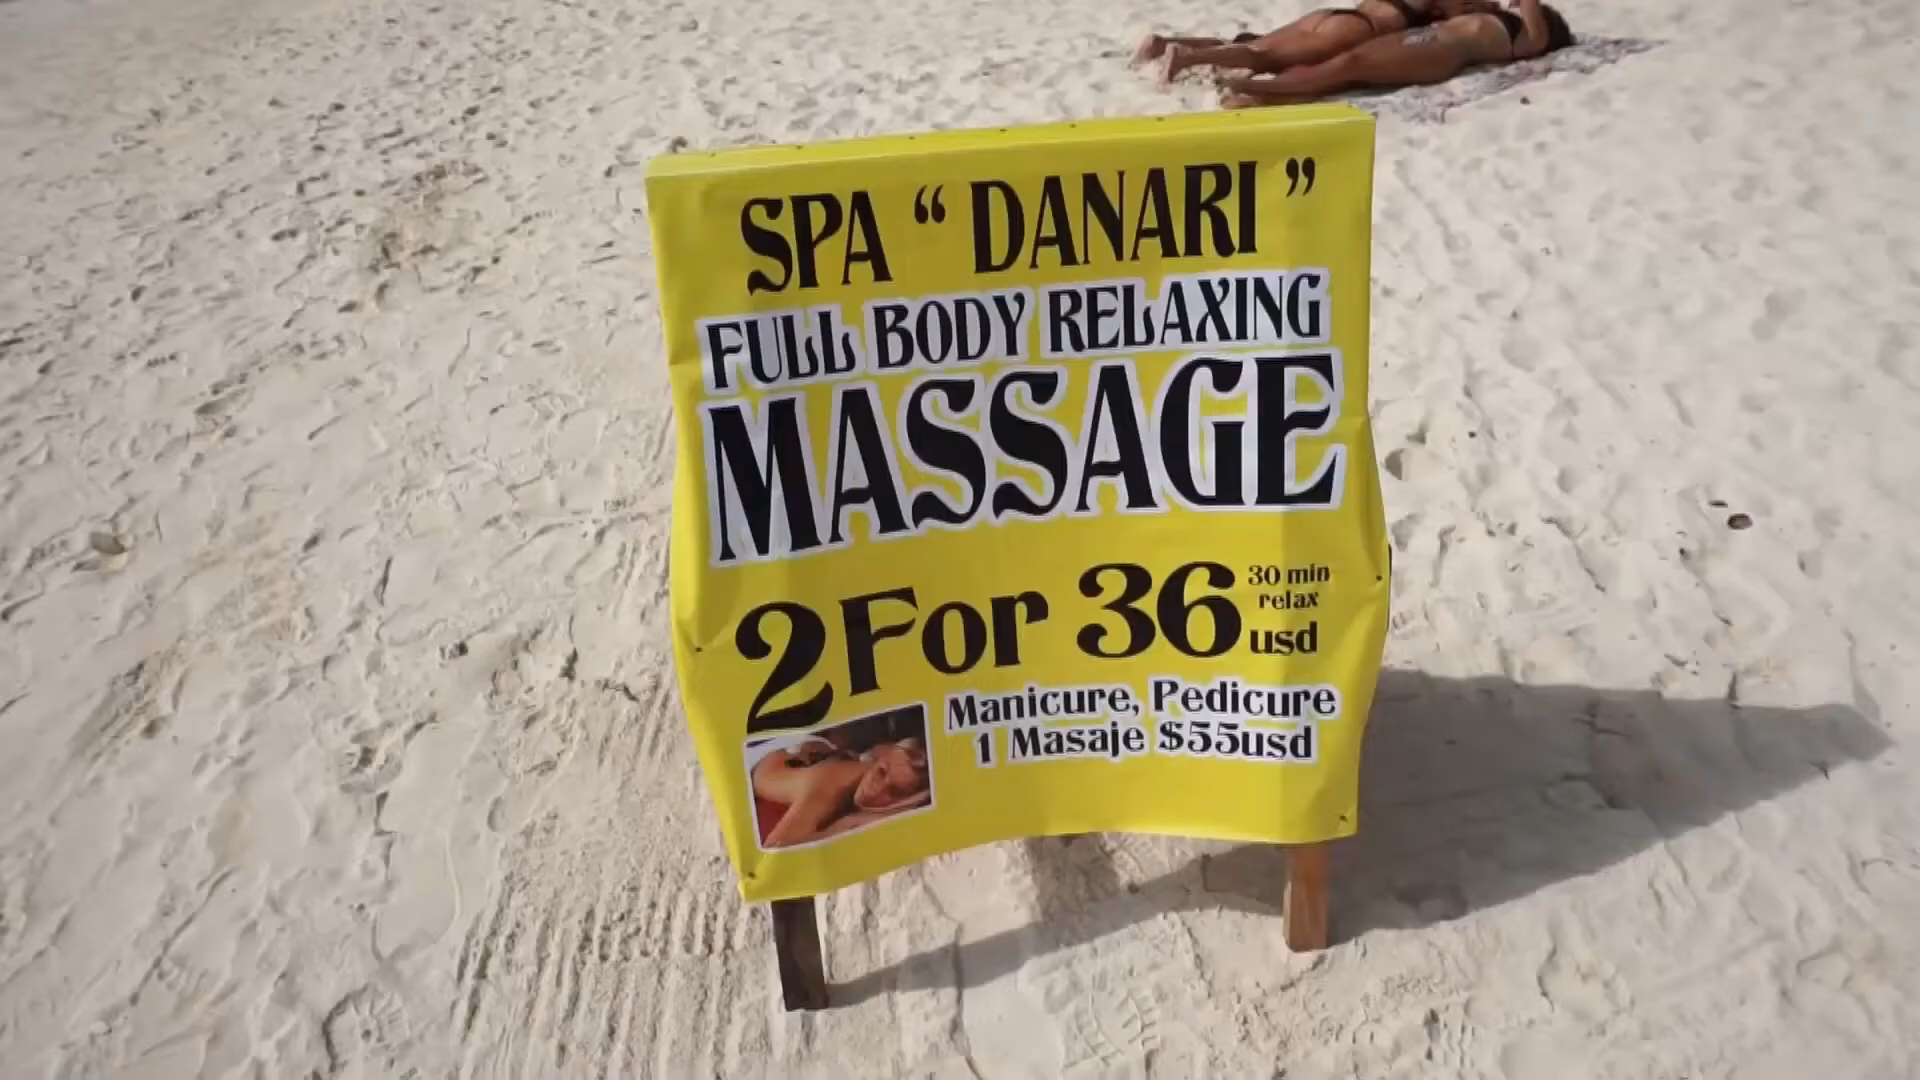 SPA “ DANARI ”
FULL BODY RELAXING
MASSAGE
2 For 36 usd
30 min
relax
Manicure, Pedicure
1 Masaje $55usd